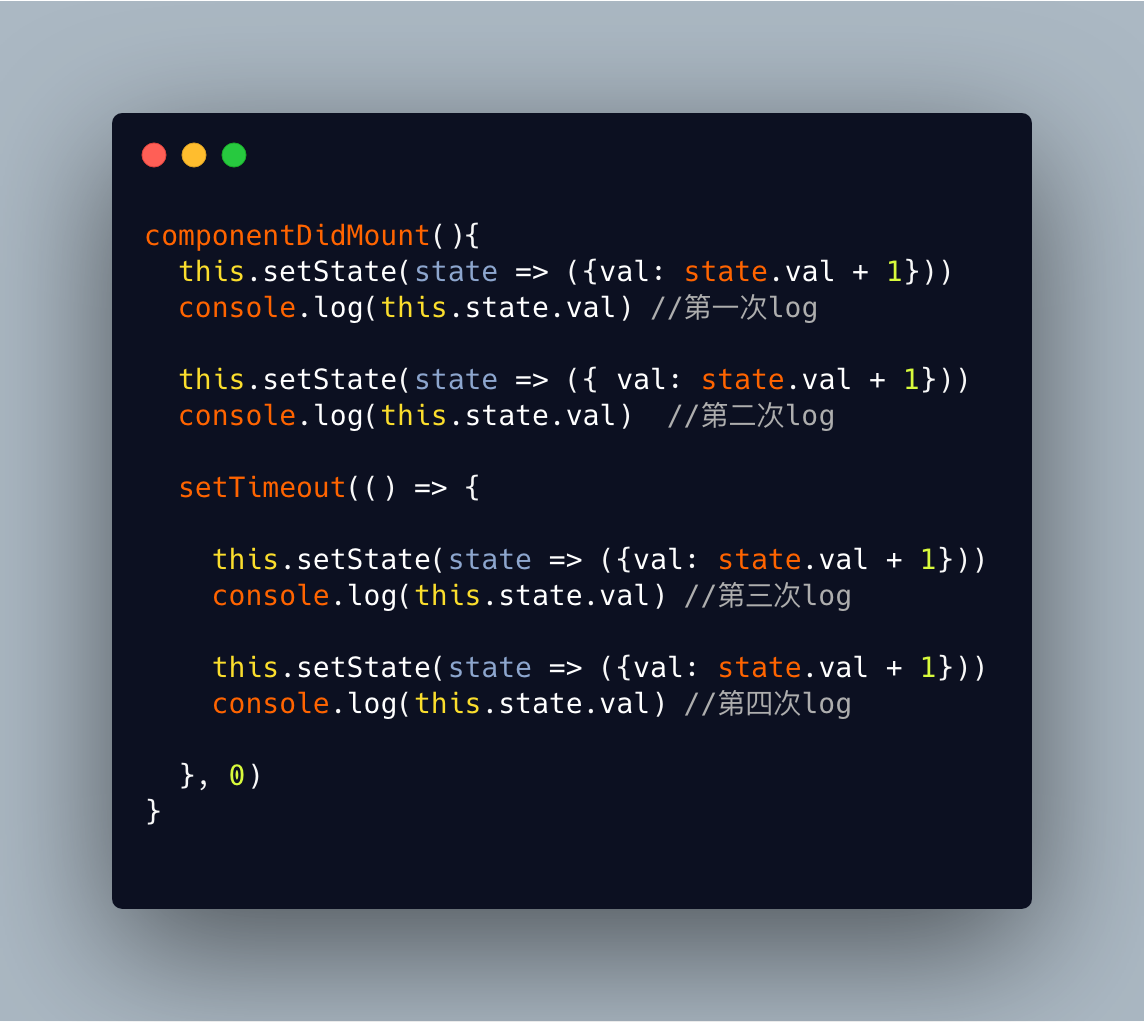 componentDidMount(){
this.setState(state => ({val: state.val + 1}))
console.log(this.state.val) //第一次log
this.setState(state => ({ val: state.val + 1}))
console.log(this.state.val)  //第二次log
setTimeout(() => {
this.setState(state => ({val: state.val + 1}))
console.log(this.state.val) //第三次log
this.setState(state => ({val: state.val + 1}))
console.log(this.state.val) //第四次log
}, 0)
}